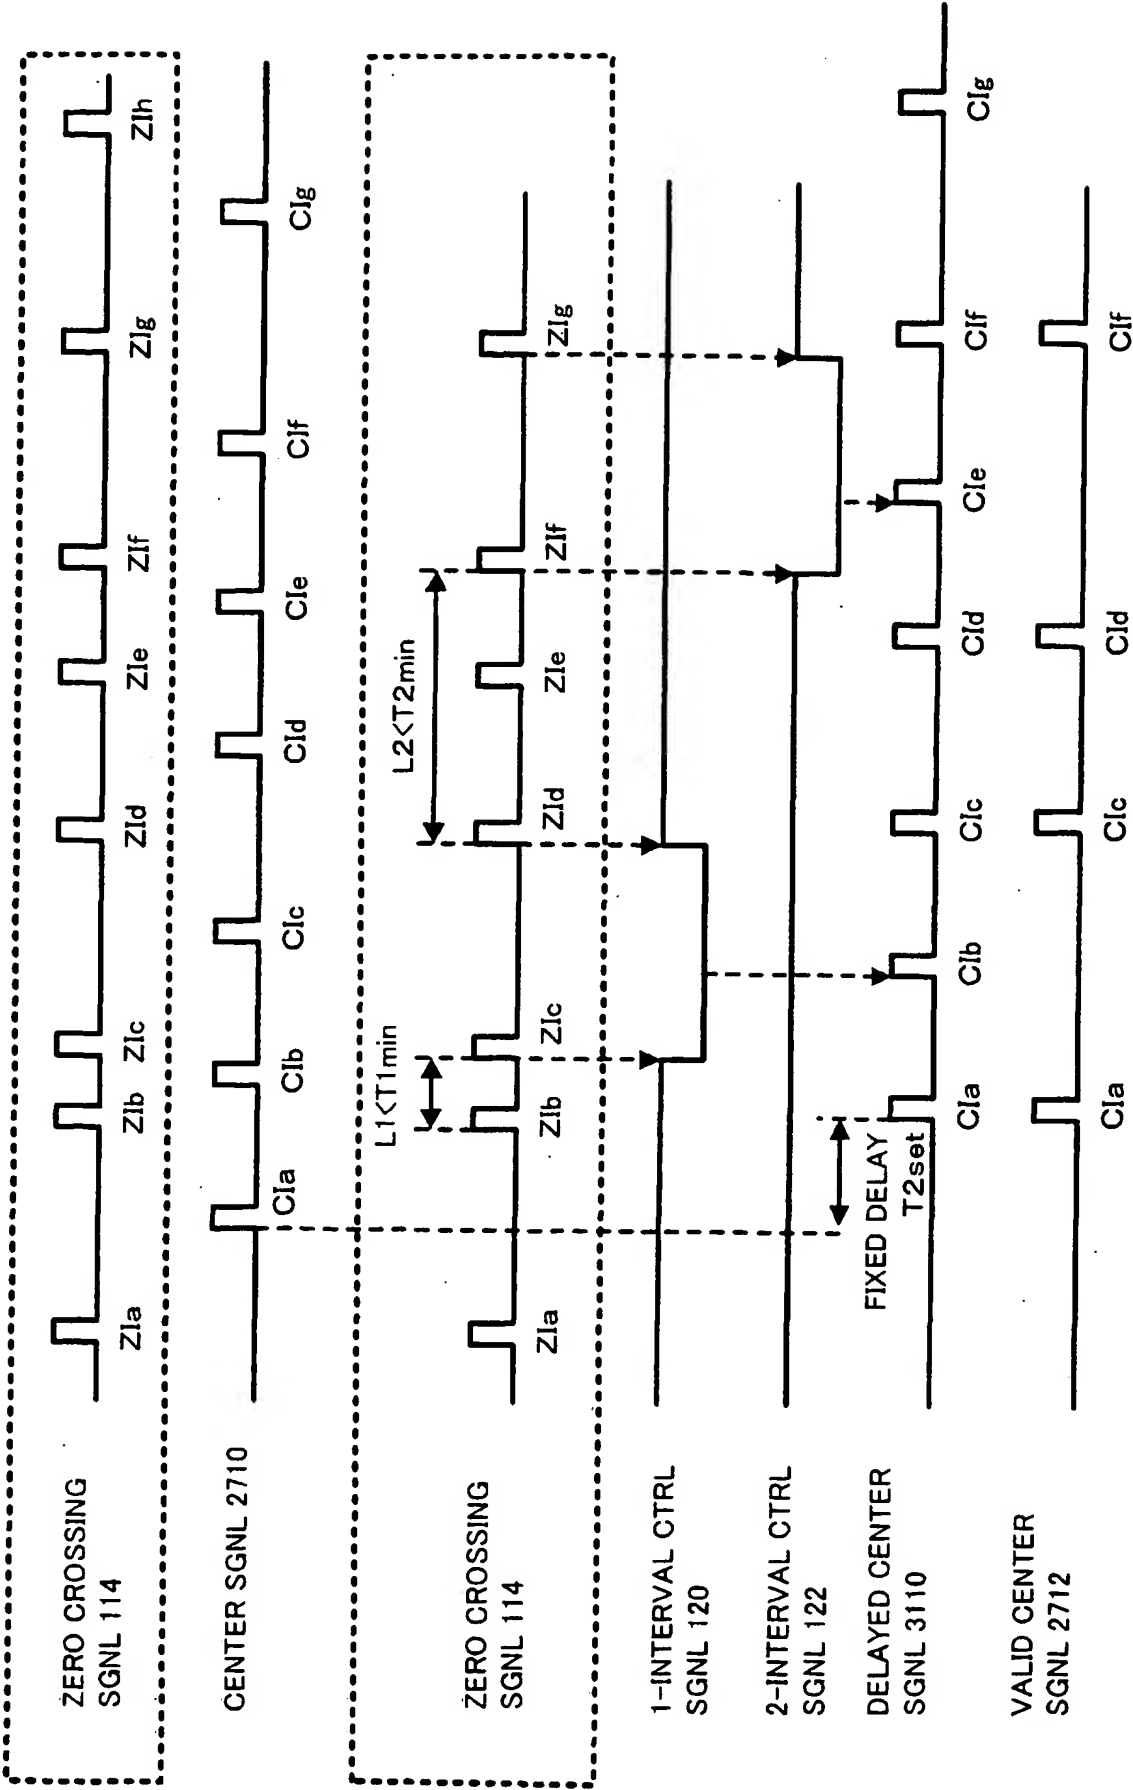 ZERO CROSSING
SGNL 114
ZIa
ZIb
ZIc
ZId
ZIe
ZIf
ZIg
ZIh
CENTER SGNL 2710
CIa
CIb
CIc
CId
CIe
CIf
CIg
L1<T1min
L2<T2min
ZERO CROSSING
SGNL 114
ZIa
ZIb
ZIc
ZId
ZIe
ZIf
ZIg
1-INTERVAL CTRL
SGNL 120
2-INTERVAL CTRL
SGNL 122
FIXED DELAY
T2set
DELAYED CENTER
SGNL 3110
CIa
CIb
CIc
CId
CIe
CIf
CIg
VALID CENTER
SGNL 2712
CIa
CIc
CId
CIf